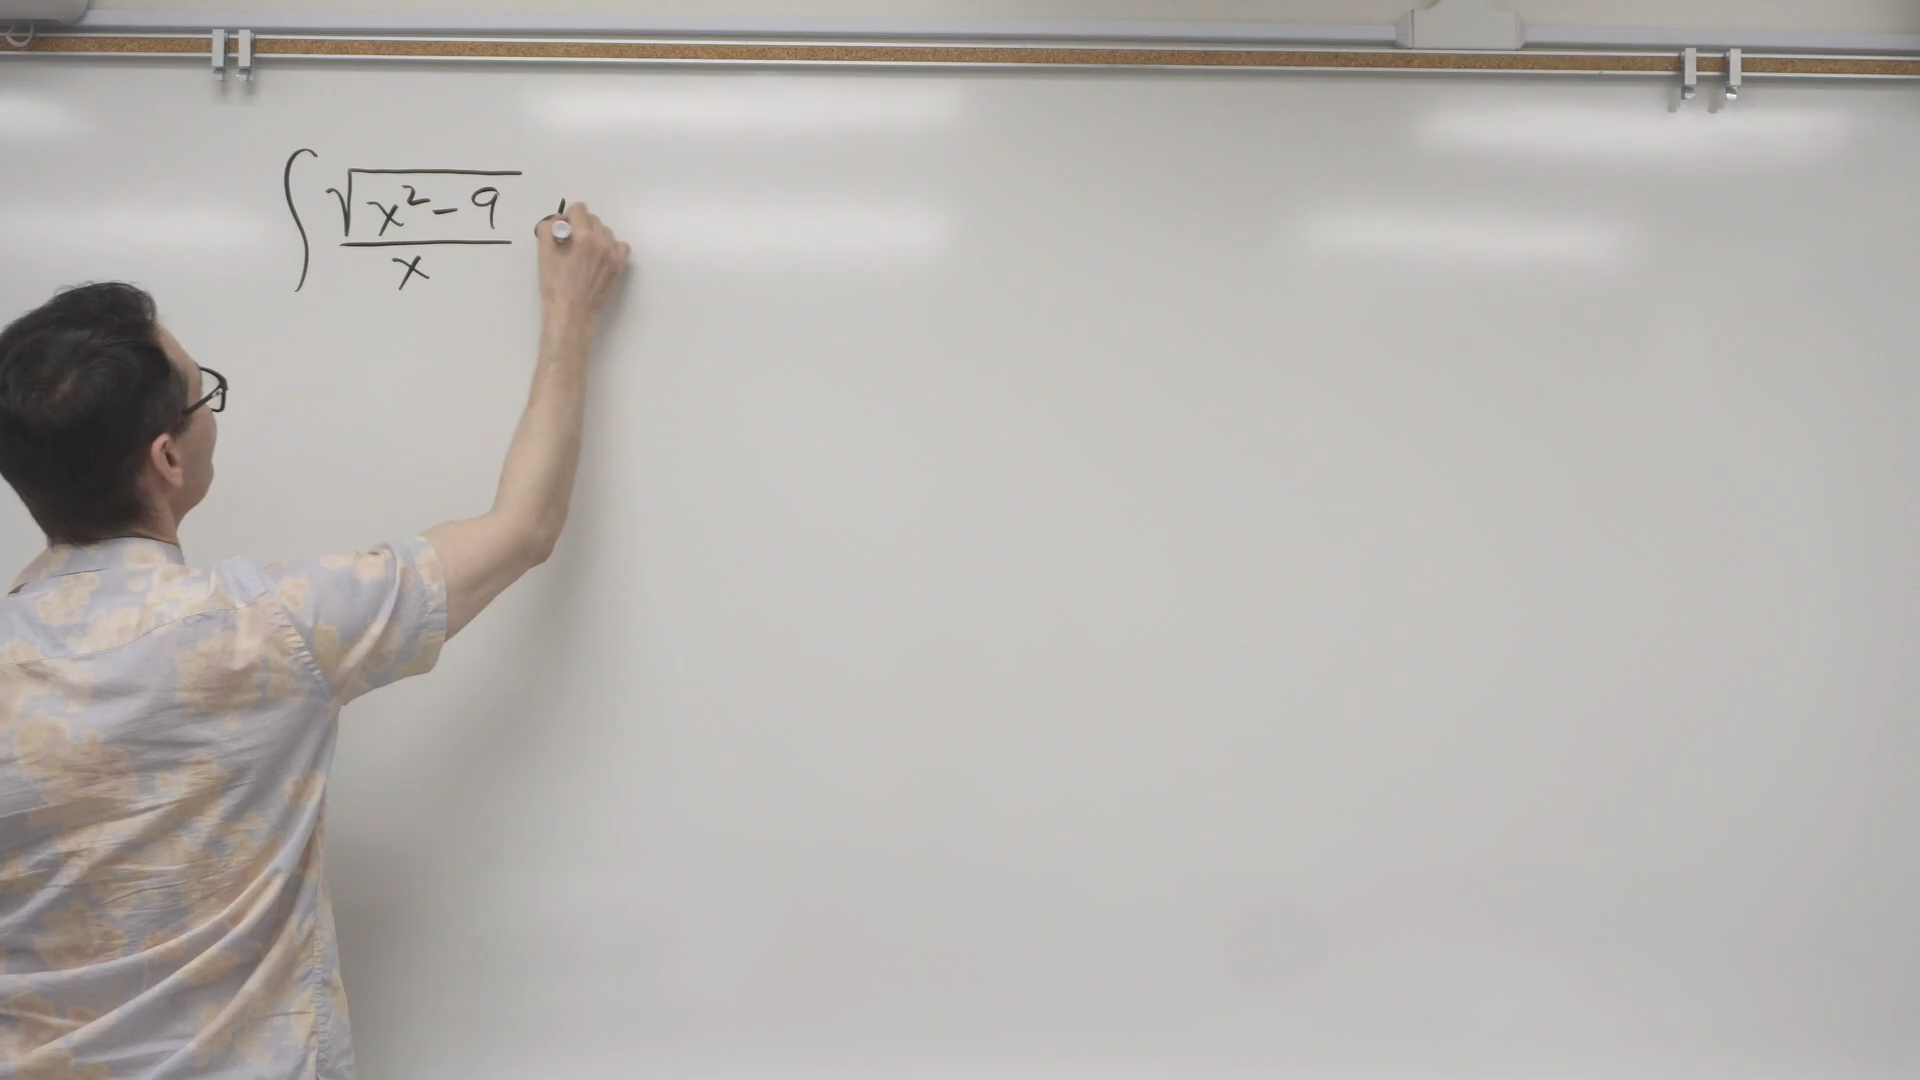 ∫ √(x² - 9) / x d